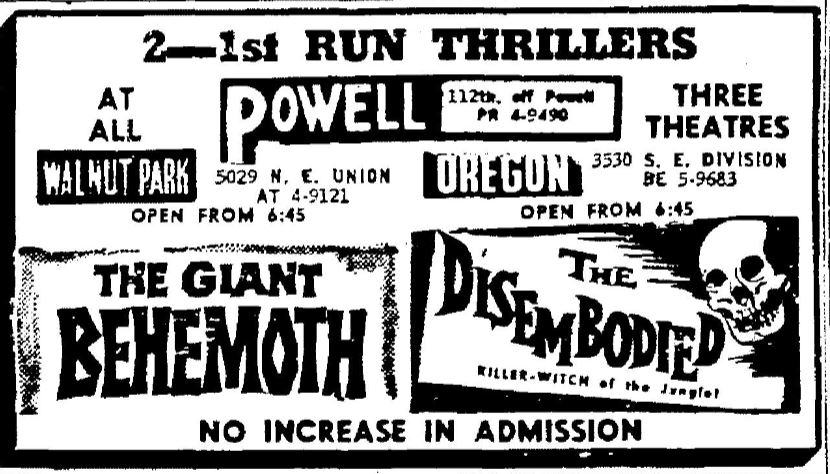 2—1st RUN THRILLERS
AT
ALL
POWELL
112th. off Powell
PR 4-9490
THREE
THEATRES
WALNUT PARK
5029 N. E. UNION
AT 4-9121
OPEN FROM 6:45
OREGON
3530 S. E. DIVISION
BE 5-9683
OPEN FROM 6:45
THE GIANT
BEHEMOTH
THE
DISEMBODIED
KILLER-WITCH of the Jungle!
NO INCREASE IN ADMISSION